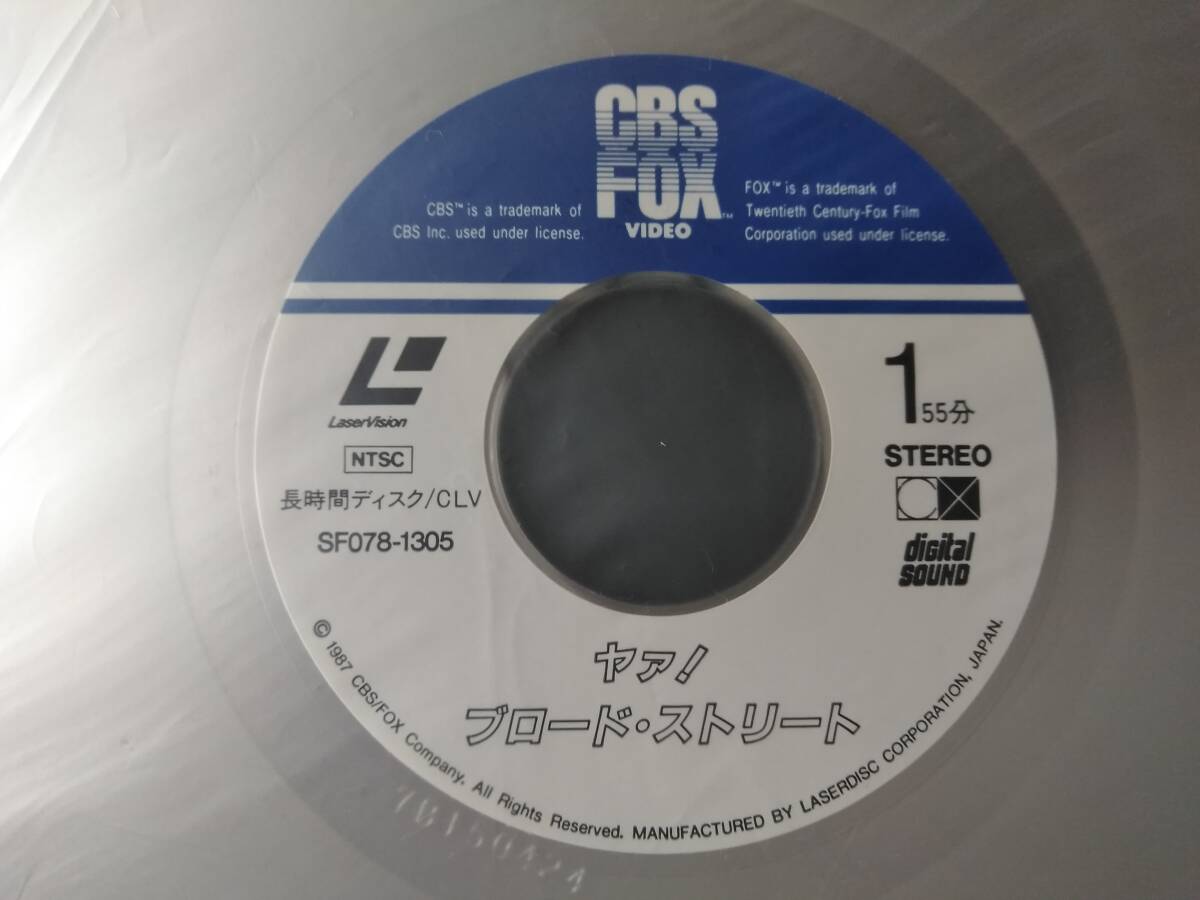 CBS
FOX™
VIDEO
CBS™ is a trademark of
CBS Inc. used under license.
FOX™ is a trademark of
Twentieth Century-Fox Film
Corporation used under license.
LaserVision
NTSC
長時間ディスク/CLV
SF078-1305
1 55分
STEREO
CX
digital
SOUND
ヤァ!
ブロード・ストリート
© 1987 CBS/FOX Company. All Rights Reserved. MANUFACTURED BY LASERDISC CORPORATION, JAPAN.